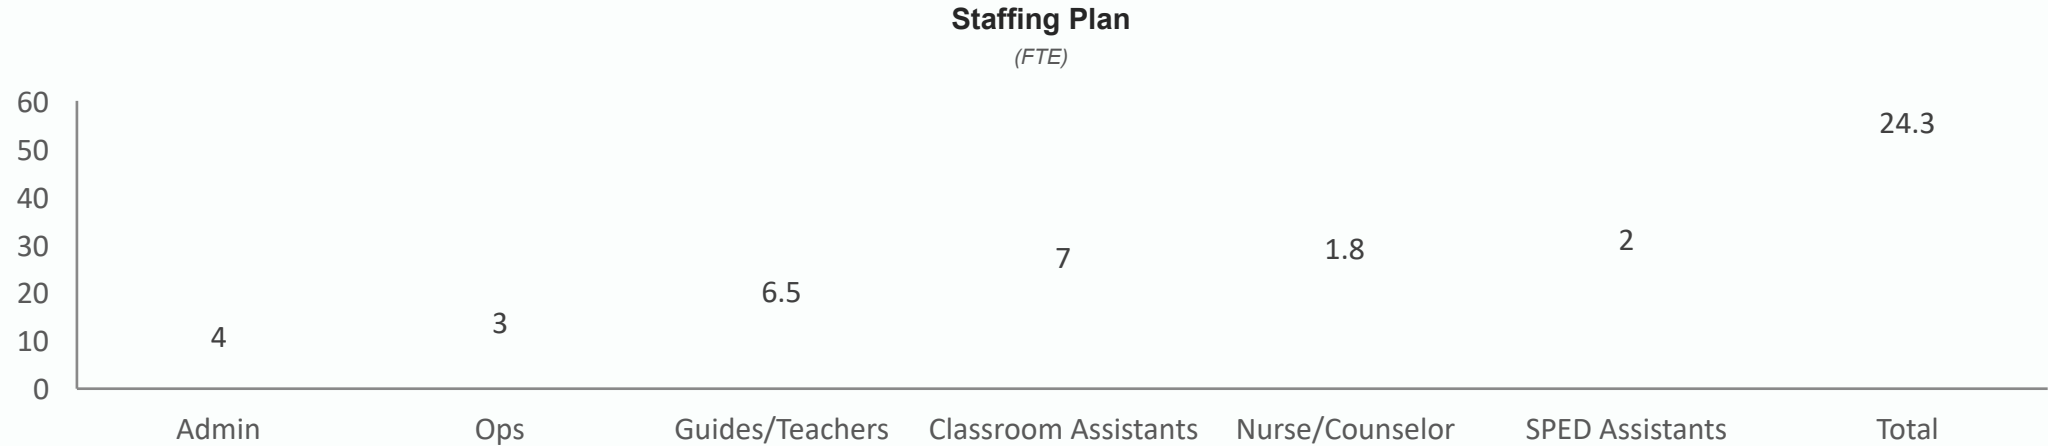 Staffing Plan
(FTE)
60
50
40
30
20
10
0
4
3
6.5
7
1.8
2
24.3
Admin
Ops
Guides/Teachers
Classroom Assistants
Nurse/Counselor
SPED Assistants
Total